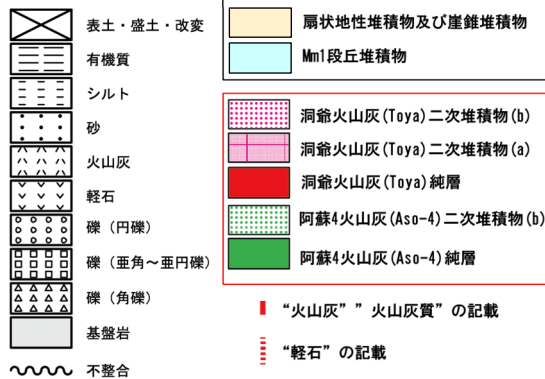 表土・盛土・改変
有機質
シルト
砂
火山灰
軽石
礫（円礫）
礫（亜角～亜円礫）
礫（角礫）
基盤岩
不整合
扇状地性堆積物及び崖錐堆積物
Mm1段丘堆積物
洞爺火山灰(Toya)二次堆積物(b)
洞爺火山灰(Toya)二次堆積物(a)
洞爺火山灰(Toya)純層
阿蘇4火山灰(Aso-4)二次堆積物(b)
阿蘇4火山灰(Aso-4)純層
“火山灰””火山灰質”の記載
“軽石”の記載